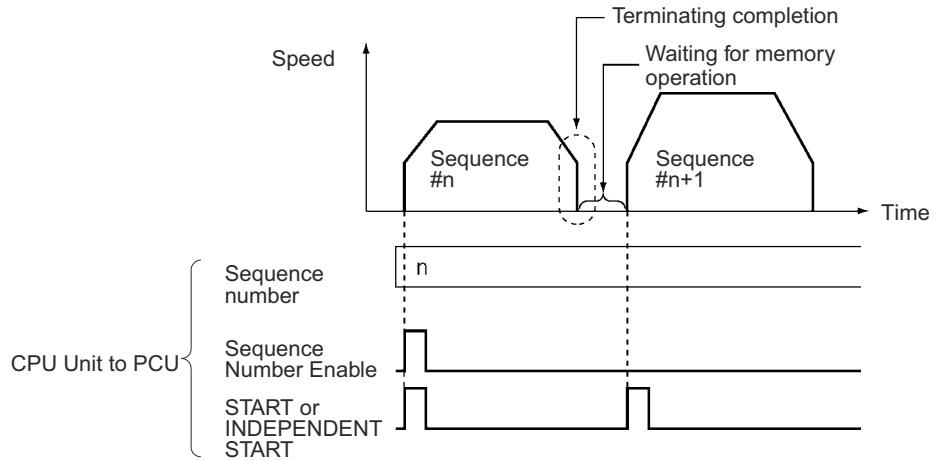 Terminating completion
Waiting for memory
operation
Speed
Sequence
#n
Sequence
#n+1
Time
Sequence
number
n
CPU Unit to PCU
Sequence
Number Enable
START or
INDEPENDENT
START